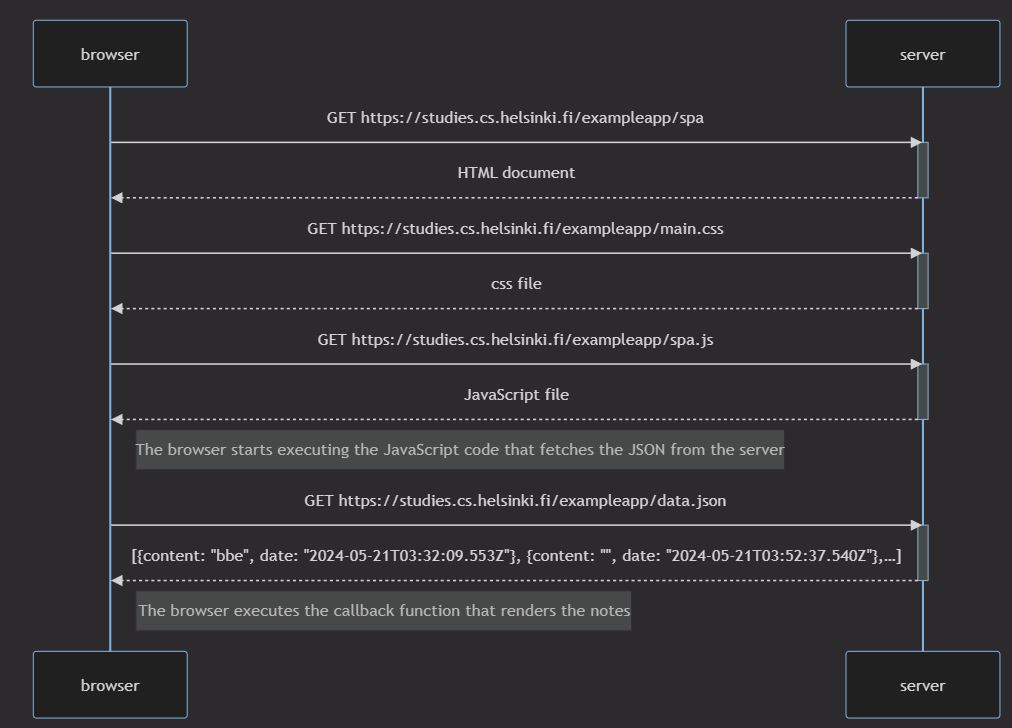 browser
server
GET https://studies.cs.helsinki.fi/exampleapp/spa
HTML document
GET https://studies.cs.helsinki.fi/exampleapp/main.css
css file
GET https://studies.cs.helsinki.fi/exampleapp/spa.js
JavaScript file
The browser starts executing the JavaScript code that fetches the JSON from the server
GET https://studies.cs.helsinki.fi/exampleapp/data.json
[{content: "bbe", date: "2024-05-21T03:32:09.553Z"}, {content: "", date: "2024-05-21T03:52:37.540Z"},...]
The browser executes the callback function that renders the notes
browser
server